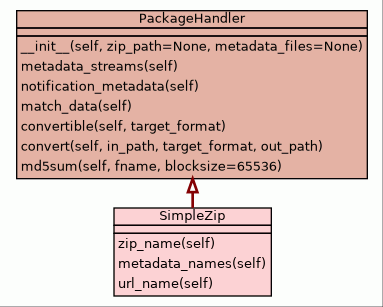 PackageHandler
__init__(self, zip_path=None, metadata_files=None)
metadata_streams(self)
notification_metadata(self)
match_data(self)
convertible(self, target_format)
convert(self, in_path, target_format, out_path)
md5sum(self, fname, blocksize=65536)
SimpleZip
zip_name(self)
metadata_names(self)
url_name(self)